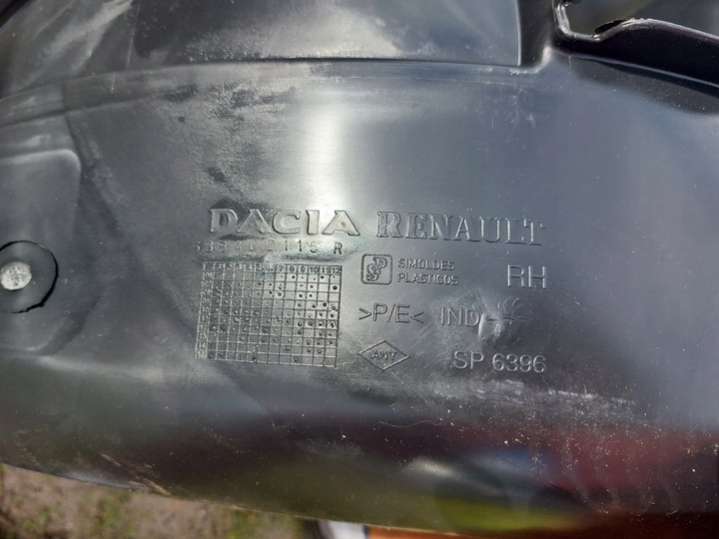 DACIA RENAULT
SIMOLDES
PLASTICOS
RH
>P/E< IND
SP 6396